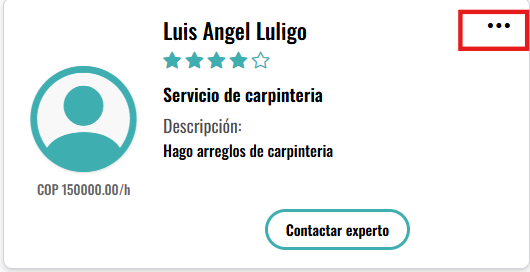 Luis Angel Luligo
Servicio de carpinteria
Descripción:
Hago arreglos de carpinteria
COP 150000.00/h
Contactar experto